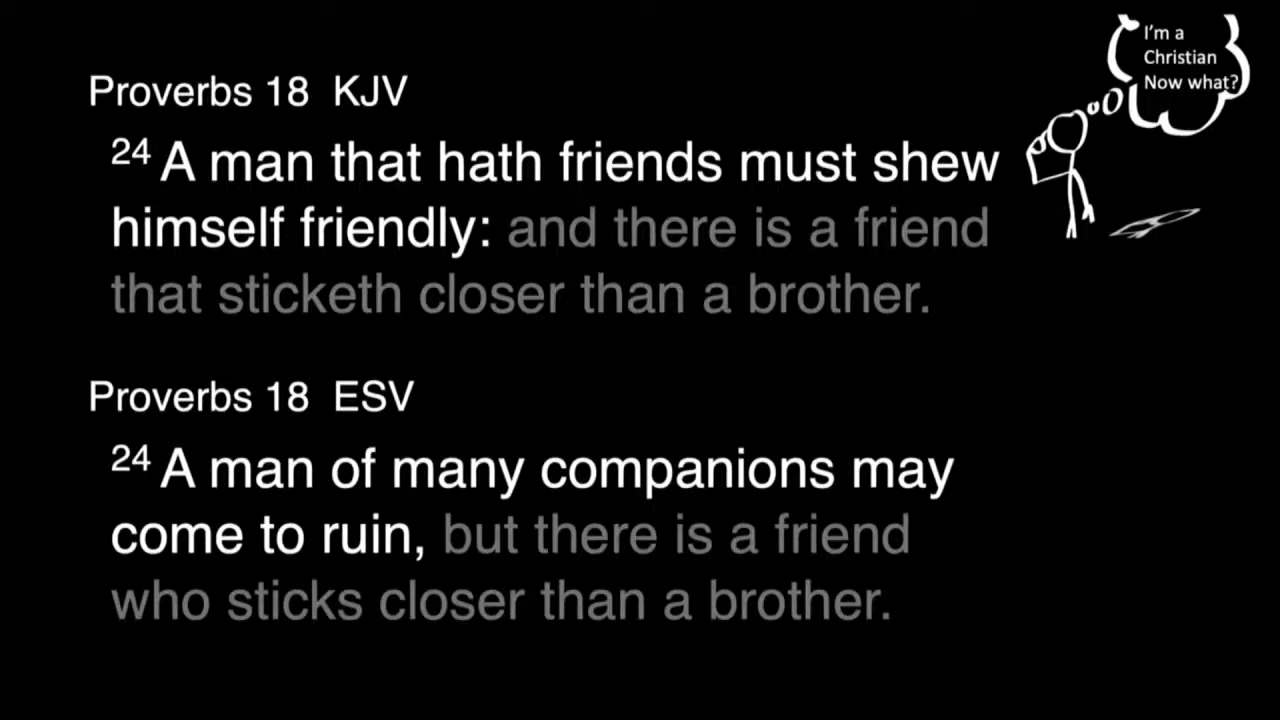 I'm a
Christian
Now what?
Proverbs 18 KJV
24 A man that hath friends must shew
himself friendly: and there is a friend
that sticketh closer than a brother.
Proverbs 18 ESV
24 A man of many companions may
come to ruin, but there is a friend
who sticks closer than a brother.